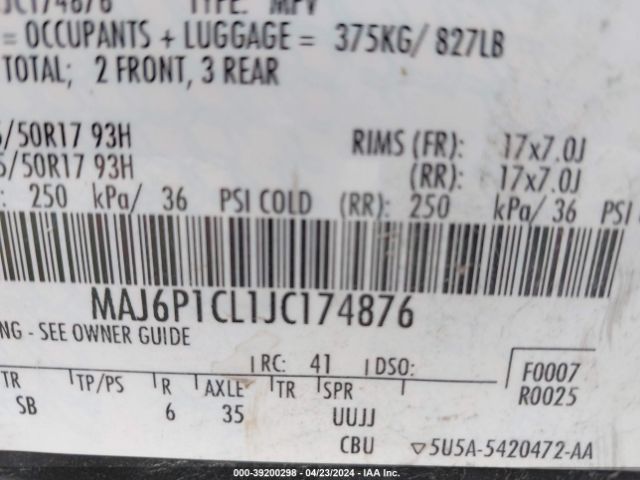 JC174876 TYPE: MPV
= OCCUPANTS + LUGGAGE = 375KG/ 827LB
TOTAL; 2 FRONT, 3 REAR
/50R17 93H RIMS (FR): 17x7.0J
5/50R17 93H (RR): 17x7.0J
: 250 kPa/ 36 PSI COLD (RR): 250 kPa/ 36 PSI
MAJ6P1CL1JC174876
NG - SEE OWNER GUIDE
RC: 41 DSO:
F0007
R0025
TR TP/PS R AXLE TR SPR
SB 6 35 UUJJ
CBU ▽5U5A-5420472-AA
000-39200298 - 04/23/2024 - IAA Inc.